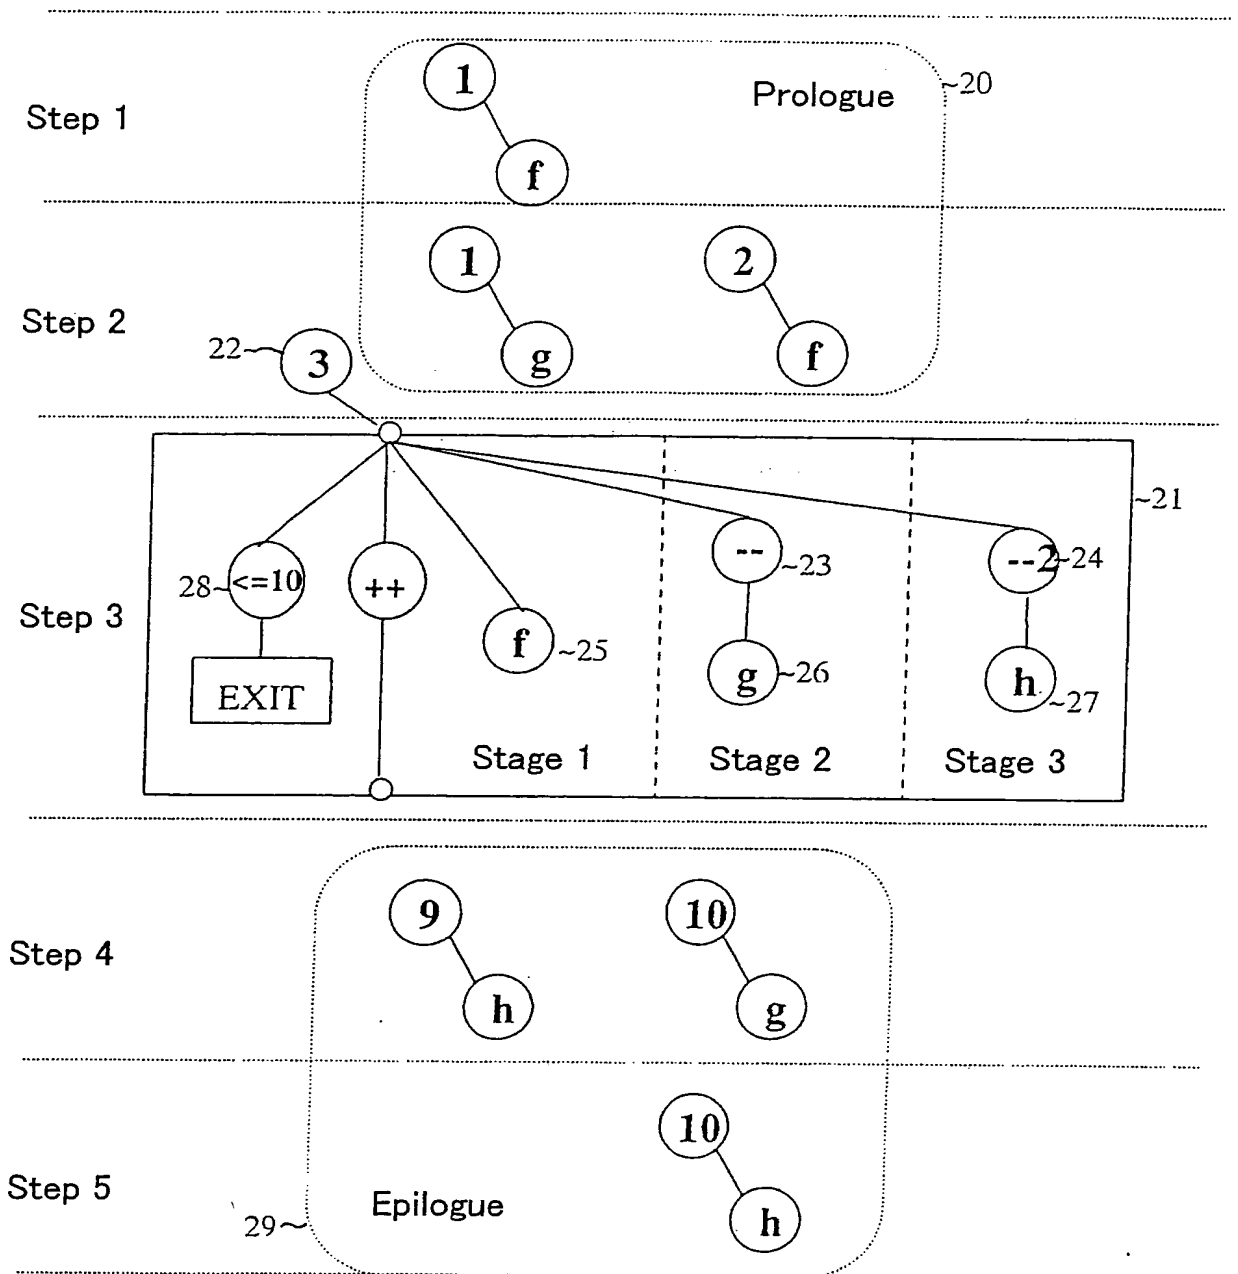 1
Prologue
~20
Step 1
f
1
2
Step 2
22~
3
g
f
~21
28~
<=10
++
--
~23
--2
~24
Step 3
f
~25
EXIT
g
~26
h
~27
Stage 1
Stage 2
Stage 3
9
10
Step 4
h
g
10
Step 5
Epilogue
29~
h